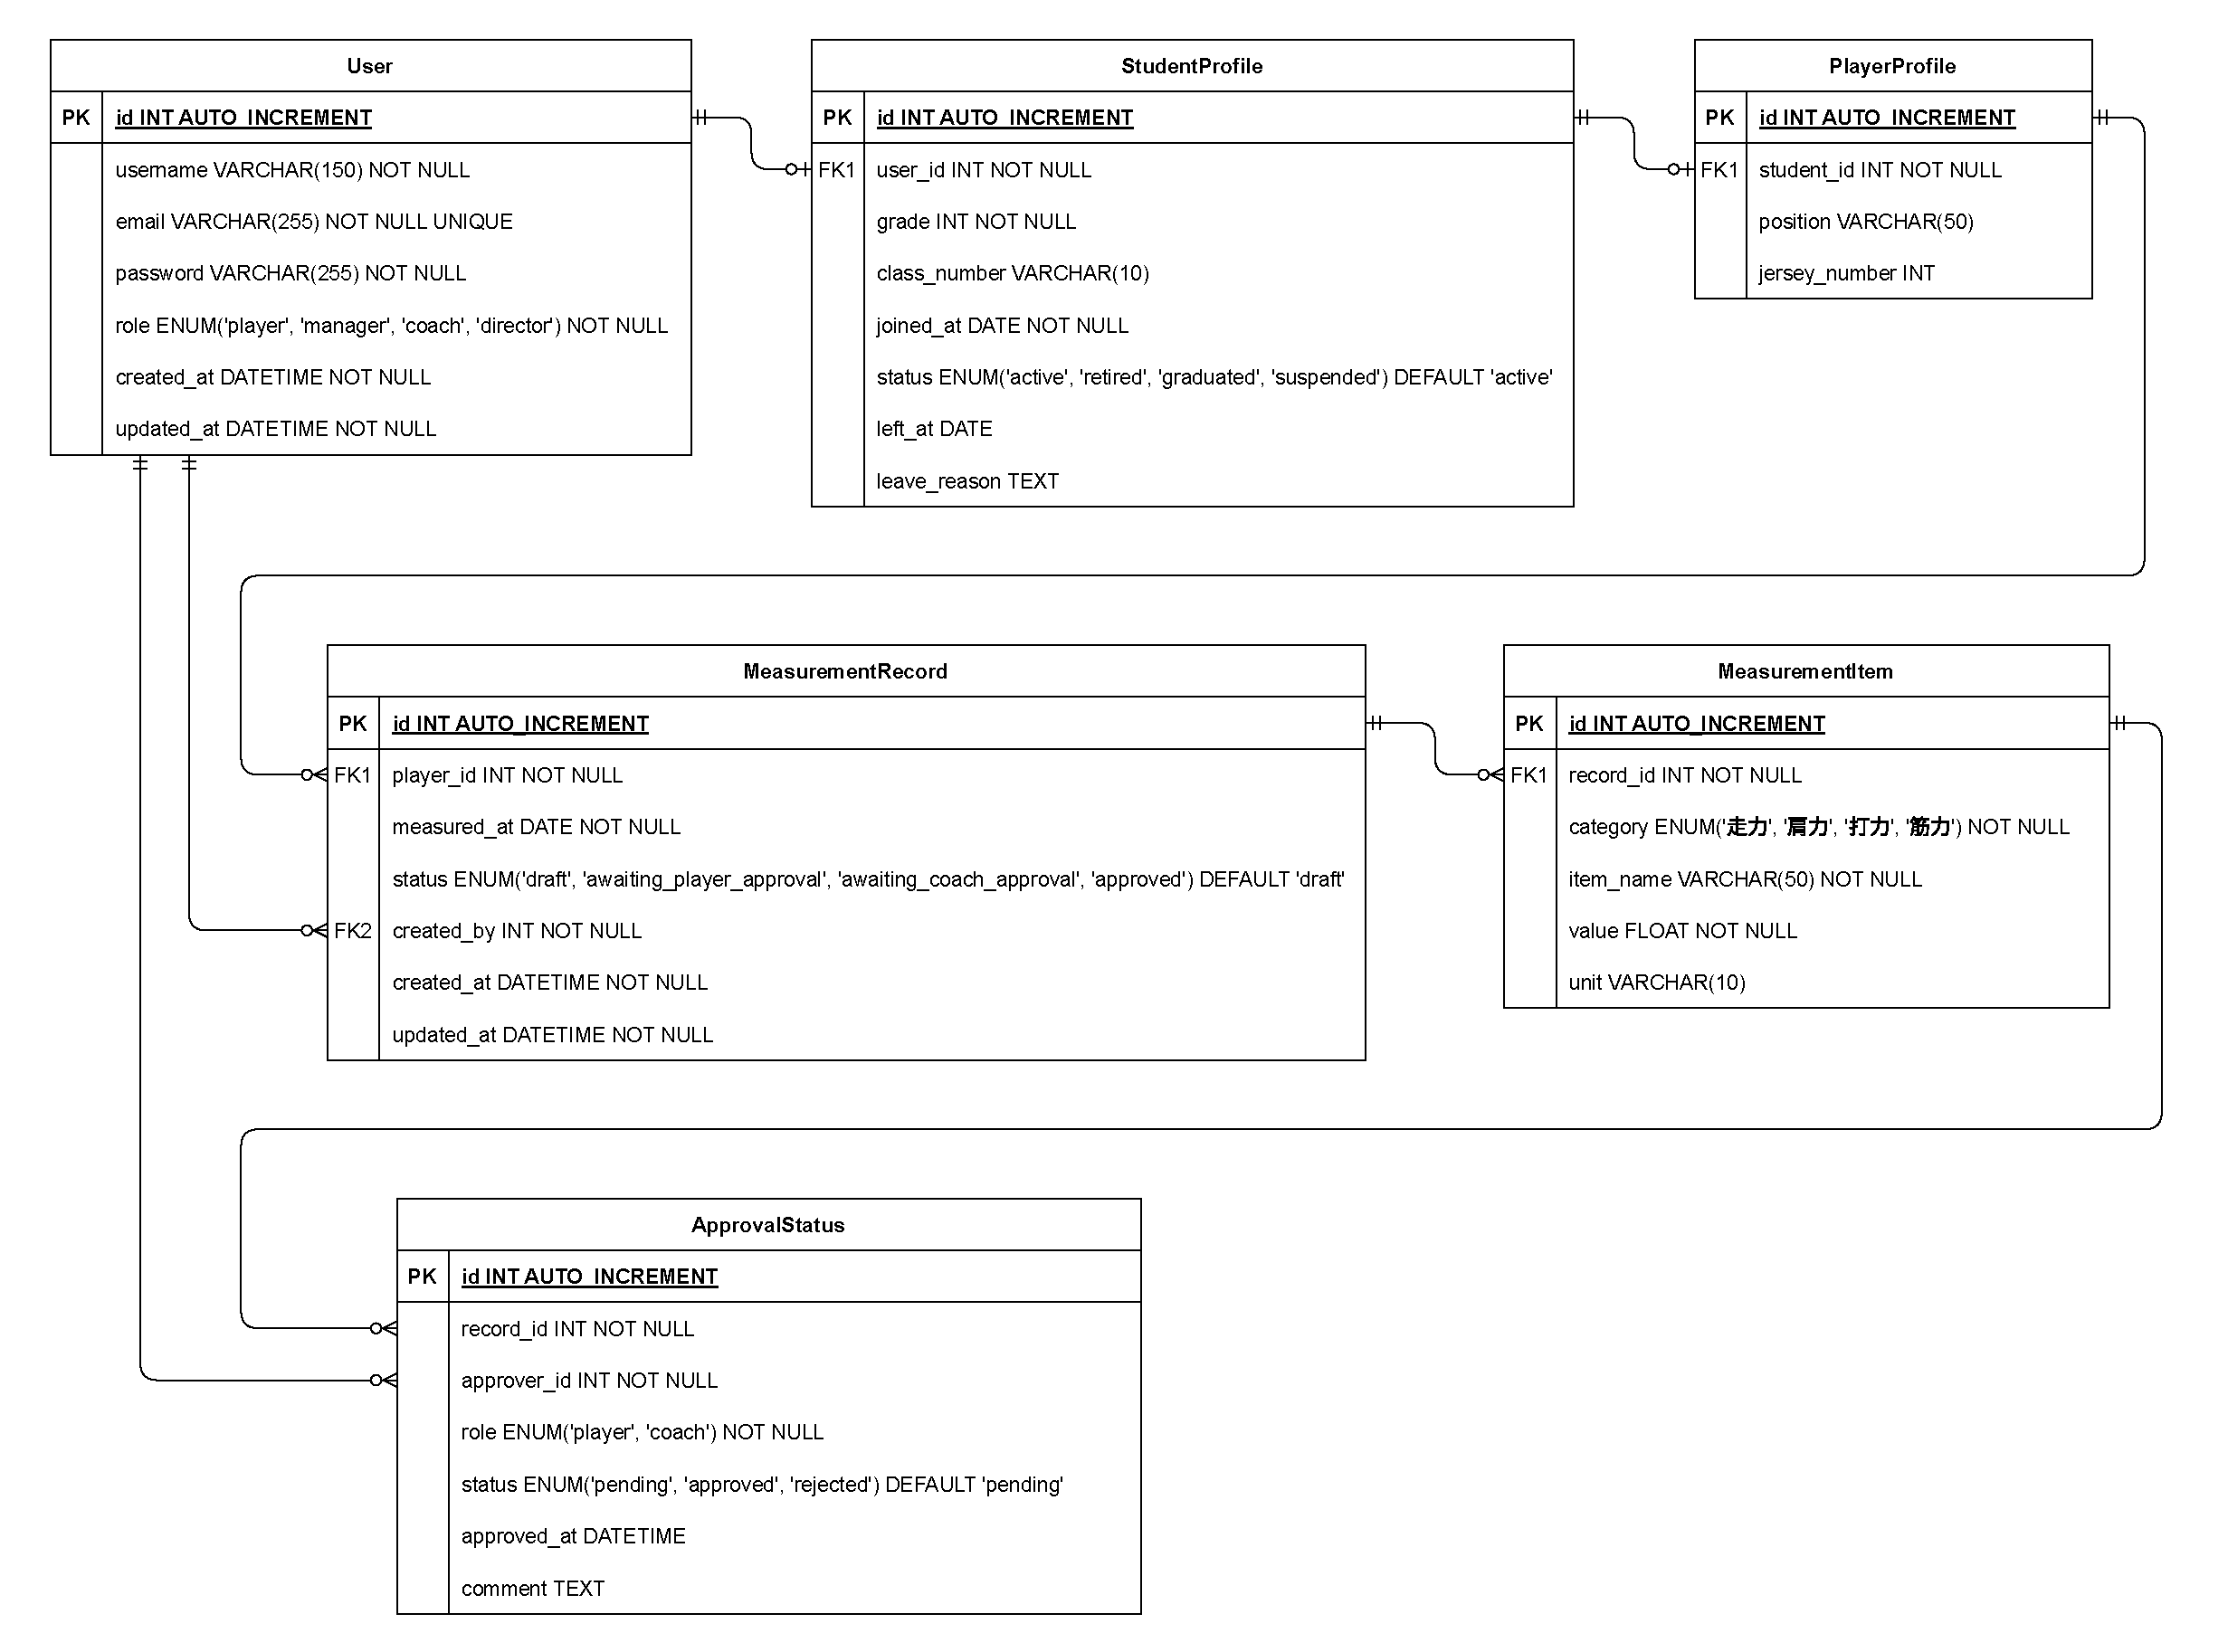 User
PK id INT AUTO_INCREMENT
username VARCHAR(150) NOT NULL
email VARCHAR(255) NOT NULL UNIQUE
password VARCHAR(255) NOT NULL
role ENUM('player', 'manager', 'coach', 'director') NOT NULL
created_at DATETIME NOT NULL
updated_at DATETIME NOT NULL
StudentProfile
PK id INT AUTO_INCREMENT
FK1 user_id INT NOT NULL
grade INT NOT NULL
class_number VARCHAR(10)
joined_at DATE NOT NULL
status ENUM('active', 'retired', 'graduated', 'suspended') DEFAULT 'active'
left_at DATE
leave_reason TEXT
PlayerProfile
PK id INT AUTO_INCREMENT
FK1 student_id INT NOT NULL
position VARCHAR(50)
jersey_number INT
MeasurementRecord
PK id INT AUTO_INCREMENT
FK1 player_id INT NOT NULL
measured_at DATE NOT NULL
status ENUM('draft', 'awaiting_player_approval', 'awaiting_coach_approval', 'approved') DEFAULT 'draft'
FK2 created_by INT NOT NULL
created_at DATETIME NOT NULL
updated_at DATETIME NOT NULL
MeasurementItem
PK id INT AUTO_INCREMENT
FK1 record_id INT NOT NULL
category ENUM('走力', '肩力', '打力', '筋力') NOT NULL
item_name VARCHAR(50) NOT NULL
value FLOAT NOT NULL
unit VARCHAR(10)
ApprovalStatus
PK id INT AUTO_INCREMENT
record_id INT NOT NULL
approver_id INT NOT NULL
role ENUM('player', 'coach') NOT NULL
status ENUM('pending', 'approved', 'rejected') DEFAULT 'pending'
approved_at DATETIME
comment TEXT